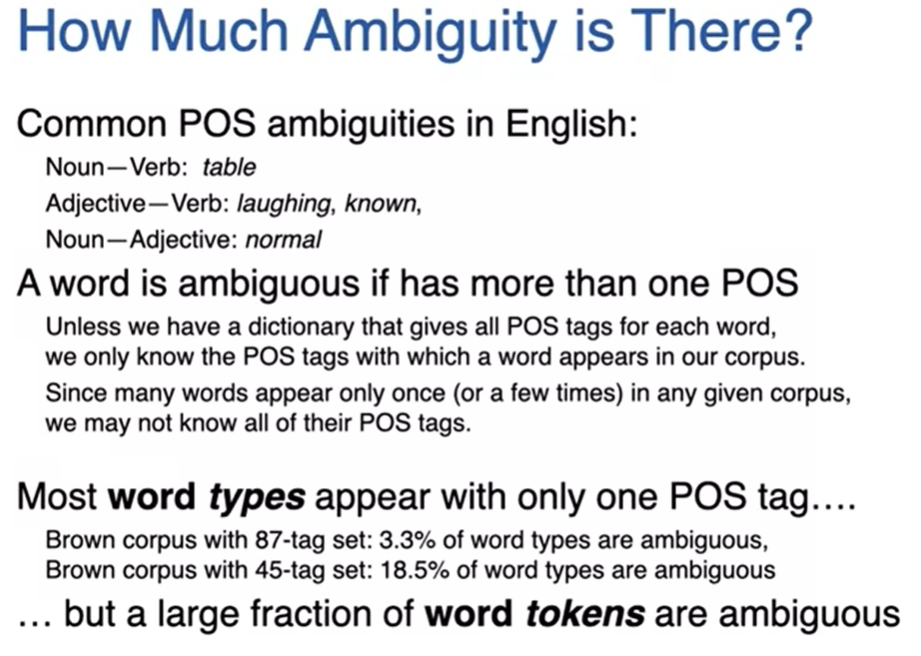 How Much Ambiguity is There?
Common POS ambiguities in English:
Noun—Verb: table
Adjective—Verb: laughing, known,
Noun—Adjective: normal
A word is ambiguous if has more than one POS
Unless we have a dictionary that gives all POS tags for each word,
we only know the POS tags with which a word appears in our corpus.
Since many words appear only once (or a few times) in any given corpus,
we may not know all of their POS tags.
Most word types appear with only one POS tag....
Brown corpus with 87-tag set: 3.3% of word types are ambiguous,
Brown corpus with 45-tag set: 18.5% of word types are ambiguous
... but a large fraction of word tokens are ambiguous